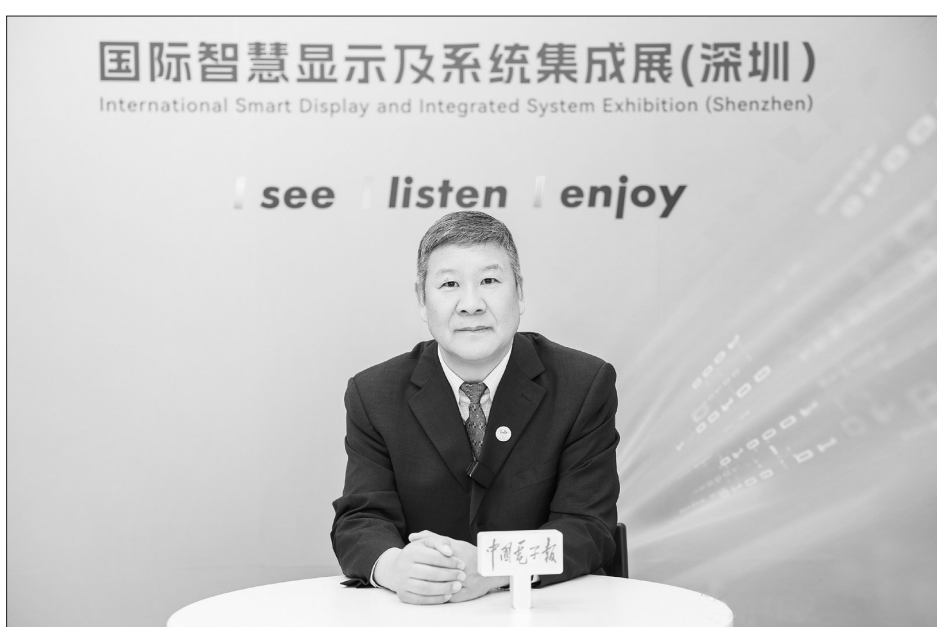 国际智慧显示及系统集成展(深圳)
International Smart Display and Integrated System Exhibition (Shenzhen)
I see I listen I enjoy
中国电子报